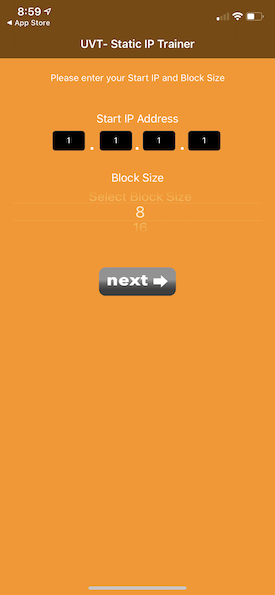 8:59
App Store
UVT- Static IP Trainer
Please enter your Start IP and Block Size
Start IP Address
1 . 1 . 1 . 1
Block Size
Select Block Size
8
16
next